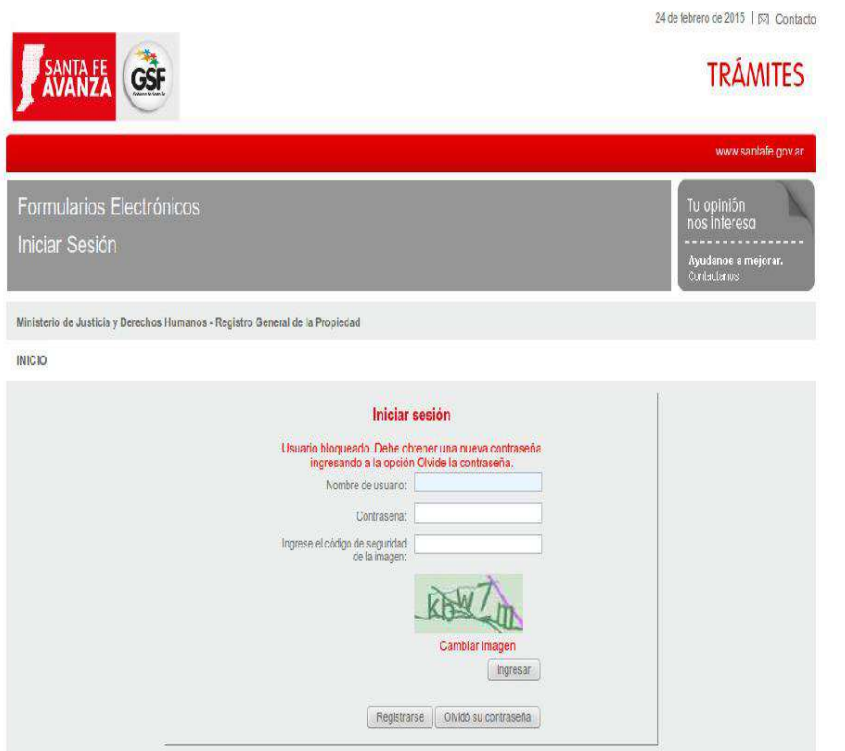 24 de febrero de 2015 | Contacto
SANTA FE
AVANZA
GSF
TRÁMITES
www.santafe.gov.ar
Formularios Electrónicos
Iniciar Sesión
Tu opinión
nos interesa
Ayudanos a mejorar.
Contactenos
Ministerio de Justicia y Derechos Humanos - Registro General de la Propiedad
INICIO
Iniciar sesión
Usuario bloqueado. Debe obtener una nueva contraseña
ingresando a la opción Olvide la contraseña.
Nombre de usuario:
Contrasena:
Ingrese el código de seguridad
de la imagen:
kbW7m
Cambiar imagen
Ingresar
Registrarse
Olvidó su contraseña